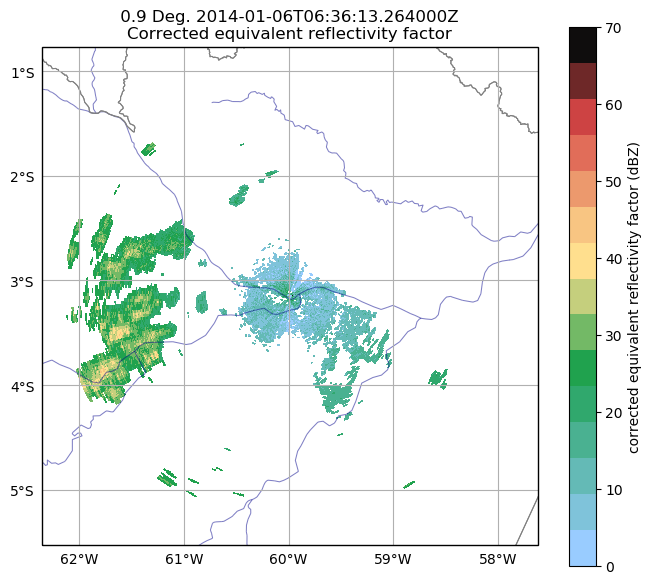 0.9 Deg. 2014-01-06T06:36:13.264000Z
Corrected equivalent reflectivity factor
1°S
2°S
3°S
4°S
5°S
62°W
61°W
60°W
59°W
58°W
70
60
50
40
30
20
10
0
corrected equivalent reflectivity factor (dBZ)